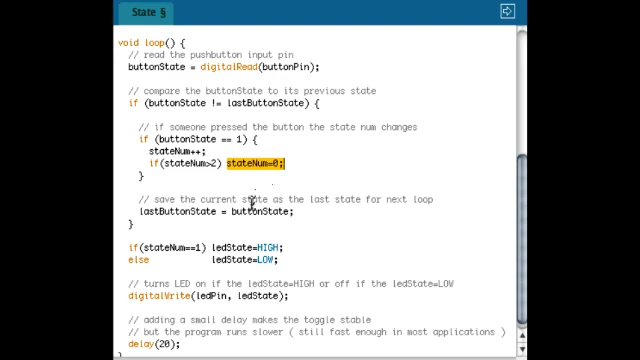 State §
void loop() {
// read the pushbutton input pin
buttonState = digitalRead(buttonPin);
// compare the buttonState to its previous state
if (buttonState != lastButtonState) {
// if someone pressed the button the state num changes
if (buttonState == 1) {
stateNum++;
if(stateNum>2) stateNum=0;
}
// save the current state as the last state for next loop
lastButtonState = buttonState;
}
if(stateNum==1) ledState=HIGH;
else ledState=LOW;
// turns LED on if the ledState=HIGH or off if the ledState=LOW
digitalWrite(ledPin, ledState);
// adding a small delay makes the toggle stable
// but the program runs slower ( still fast enough in most applications )
delay(20);
}